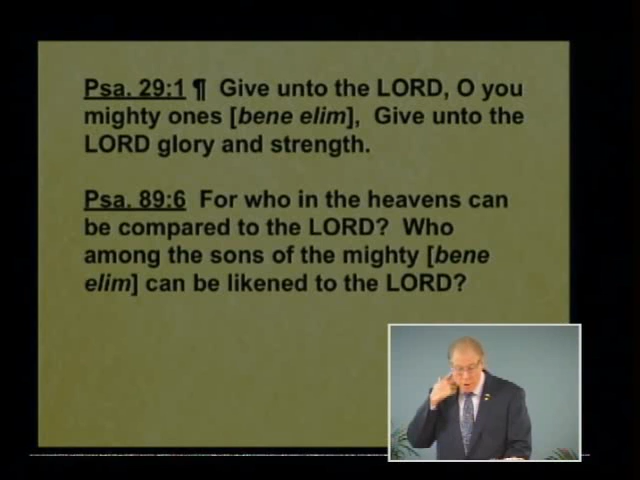 Psa. 29:1 ¶ Give unto the LORD, O you
mighty ones [bene elim], Give unto the
LORD glory and strength.
Psa. 89:6 For who in the heavens can
be compared to the LORD? Who
among the sons of the mighty [bene
elim] can be likened to the LORD?